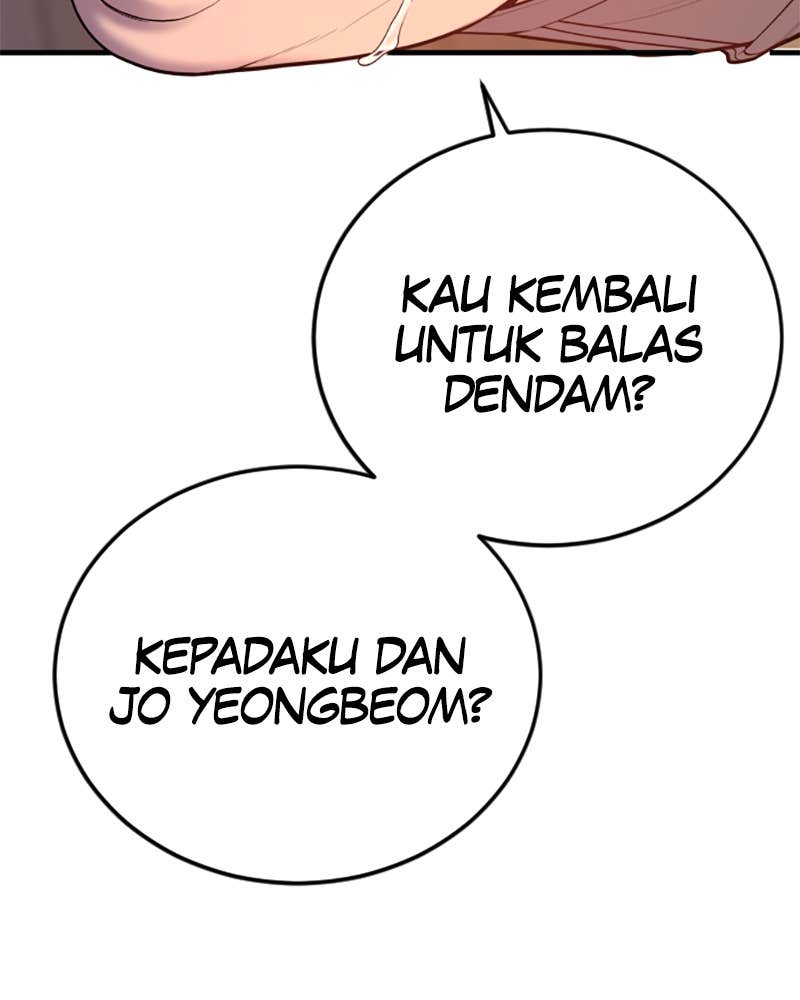 KAU KEMBALI
UNTUK BALAS
DENDAM?
KEPADAKU DAN
JO YEONGBEOM?